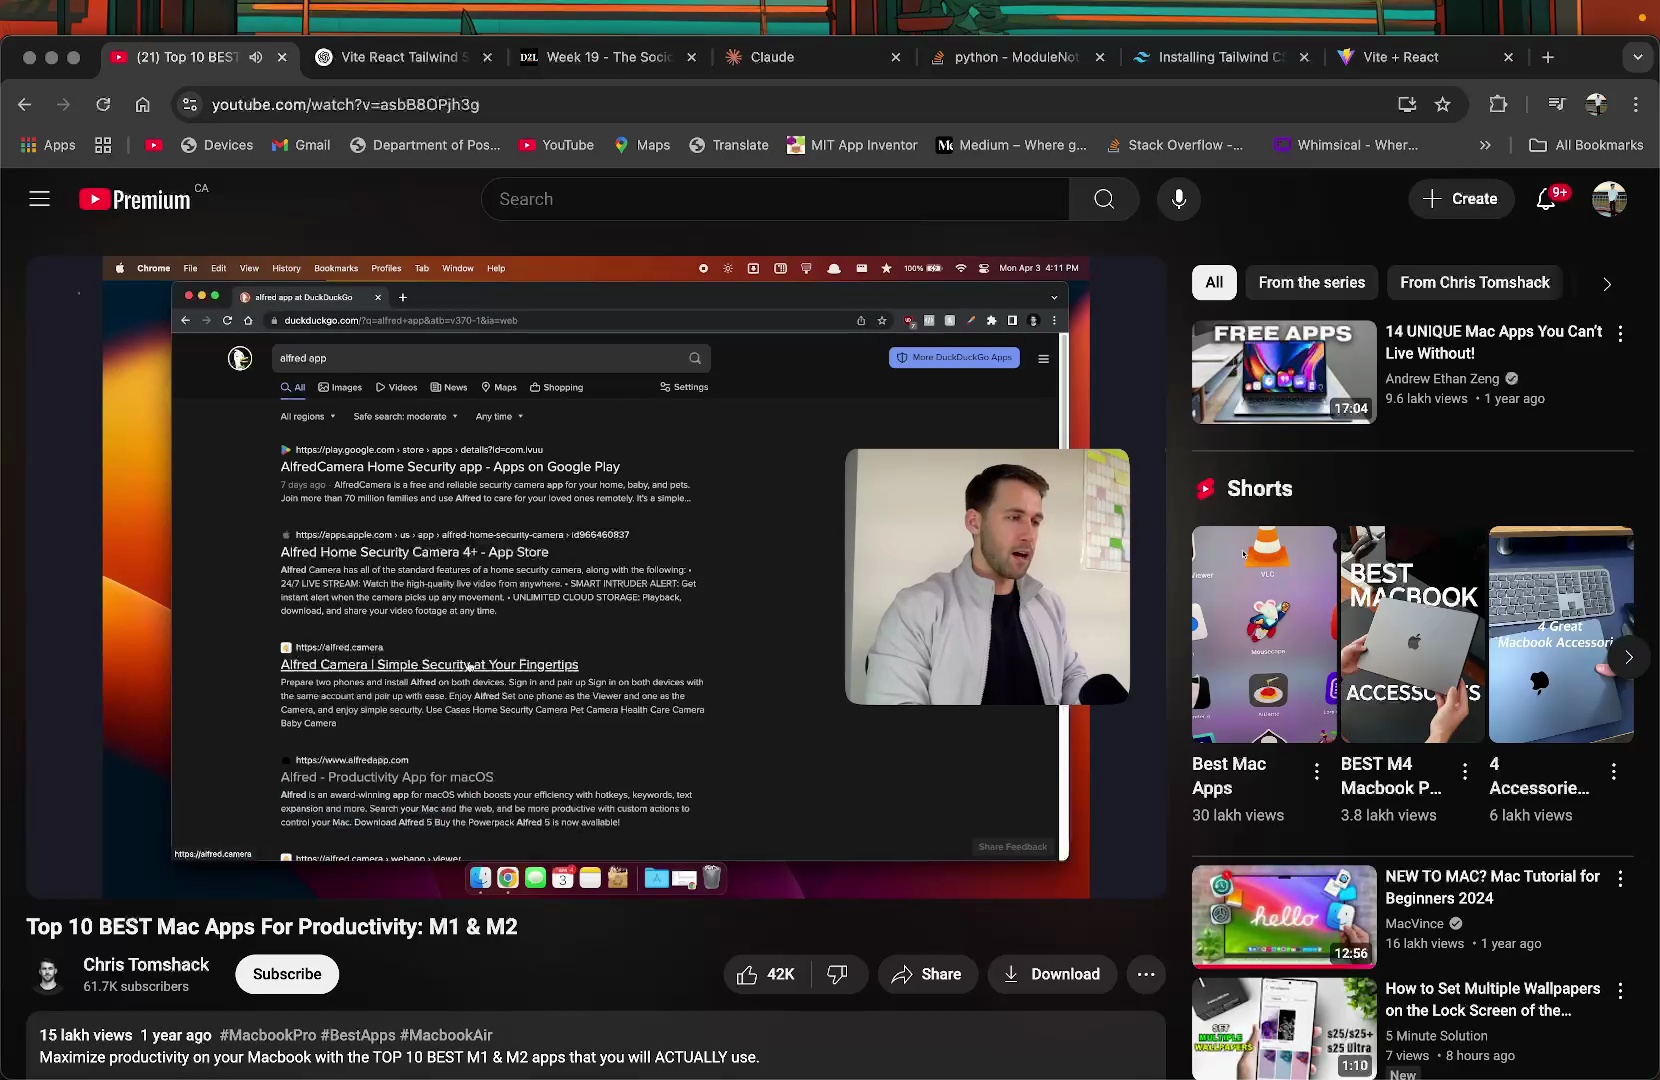 (21) Top 10 BEST
Vite React Tailwind S
D2L Week 19 - The Soci
Claude
python - ModuleNot
Installing Tailwind C
Vite + React
youtube.com/watch?v=asbB8OPjh3g
Apps
Devices
Gmail
Department of Pos...
YouTube
Maps
Translate
MIT App Inventor
Medium – Where g...
Stack Overflow -...
Whimsical - Wher...
All Bookmarks
Premium CA
Search
Create
9+
Chrome File Edit View History Bookmarks Profiles Tab Window Help
100% Mon Apr 3 4:11 PM
alfred app at DuckDuckGo
duckduckgo.com/?q=alfred+app&atb=v370-1&ia=web
alfred app
More DuckDuckGo Apps
All Images Videos News Maps Shopping Settings
All regions Safe search: moderate Any time
https://play.google.com › store › apps › details?id=com.ivuu
AlfredCamera Home Security app - Apps on Google Play
7 days ago - AlfredCamera is a free and reliable security camera app for your home, baby, and pets.
Join more than 70 million families and use Alfred to care for your loved ones remotely. It's a simple...
https://apps.apple.com › us › app › alfred-home-security-camera › id966460837
Alfred Home Security Camera 4+ - App Store
Alfred Camera has all of the standard features of a home security camera, along with the following: •
24/7 LIVE STREAM: Watch the high-quality live video from anywhere. • SMART INTRUDER ALERT: Get
instant alert when the camera picks up any movement. • UNLIMITED CLOUD STORAGE: Playback,
download, and share your video footage at any time.
https://alfred.camera
Alfred Camera | Simple Security at Your Fingertips
Prepare two phones and install Alfred on both devices. Sign in and pair up Sign in on both devices with
the same account and pair up with ease. Enjoy Alfred Set one phone as the Viewer and one as the
Camera, and enjoy simple security. Use Cases Home Security Camera Pet Camera Health Care Camera
Baby Camera
https://www.alfredapp.com
Alfred - Productivity App for macOS
Alfred is an award-winning app for macOS which boosts your efficiency with hotkeys, keywords, text
expansion and more. Search your Mac and the web, and be more productive with custom actions to
control your Mac. Download Alfred 5 Buy the Powerpack Alfred 5 is now available!
Share Feedback
https://alfred.camera
https://alfred.camera › webapp › viewer
3
Top 10 BEST Mac Apps For Productivity: M1 & M2
Chris Tomshack
61.7K subscribers
Subscribe
42K
Share
Download
15 lakh views 1 year ago #MacbookPro #BestApps #MacbookAir
Maximize productivity on your Macbook with the TOP 10 BEST M1 & M2 apps that you will ACTUALLY use.
All
From the series
From Chris Tomshack
FREE APPS
17:04
14 UNIQUE Mac Apps You Can't
Live Without!
Andrew Ethan Zeng
9.6 lakh views • 1 year ago
Shorts
VLC
Mousecape
BEST
MACBOOK
ACCESSORIES
4 Great
Macbook Accessori
Best Mac
Apps
30 lakh views
BEST M4
Macbook P...
3.8 lakh views
4
Accessorie...
6 lakh views
hello
12:56
NEW TO MAC? Mac Tutorial for
Beginners 2024
MacVince
16 lakh views • 1 year ago
SET
MULTIPLE
WALLPAPERS
s25/s25+
s25 Ultra
1:10
How to Set Multiple Wallpapers
on the Lock Screen of the...
5 Minute Solution
7 views • 8 hours ago
New